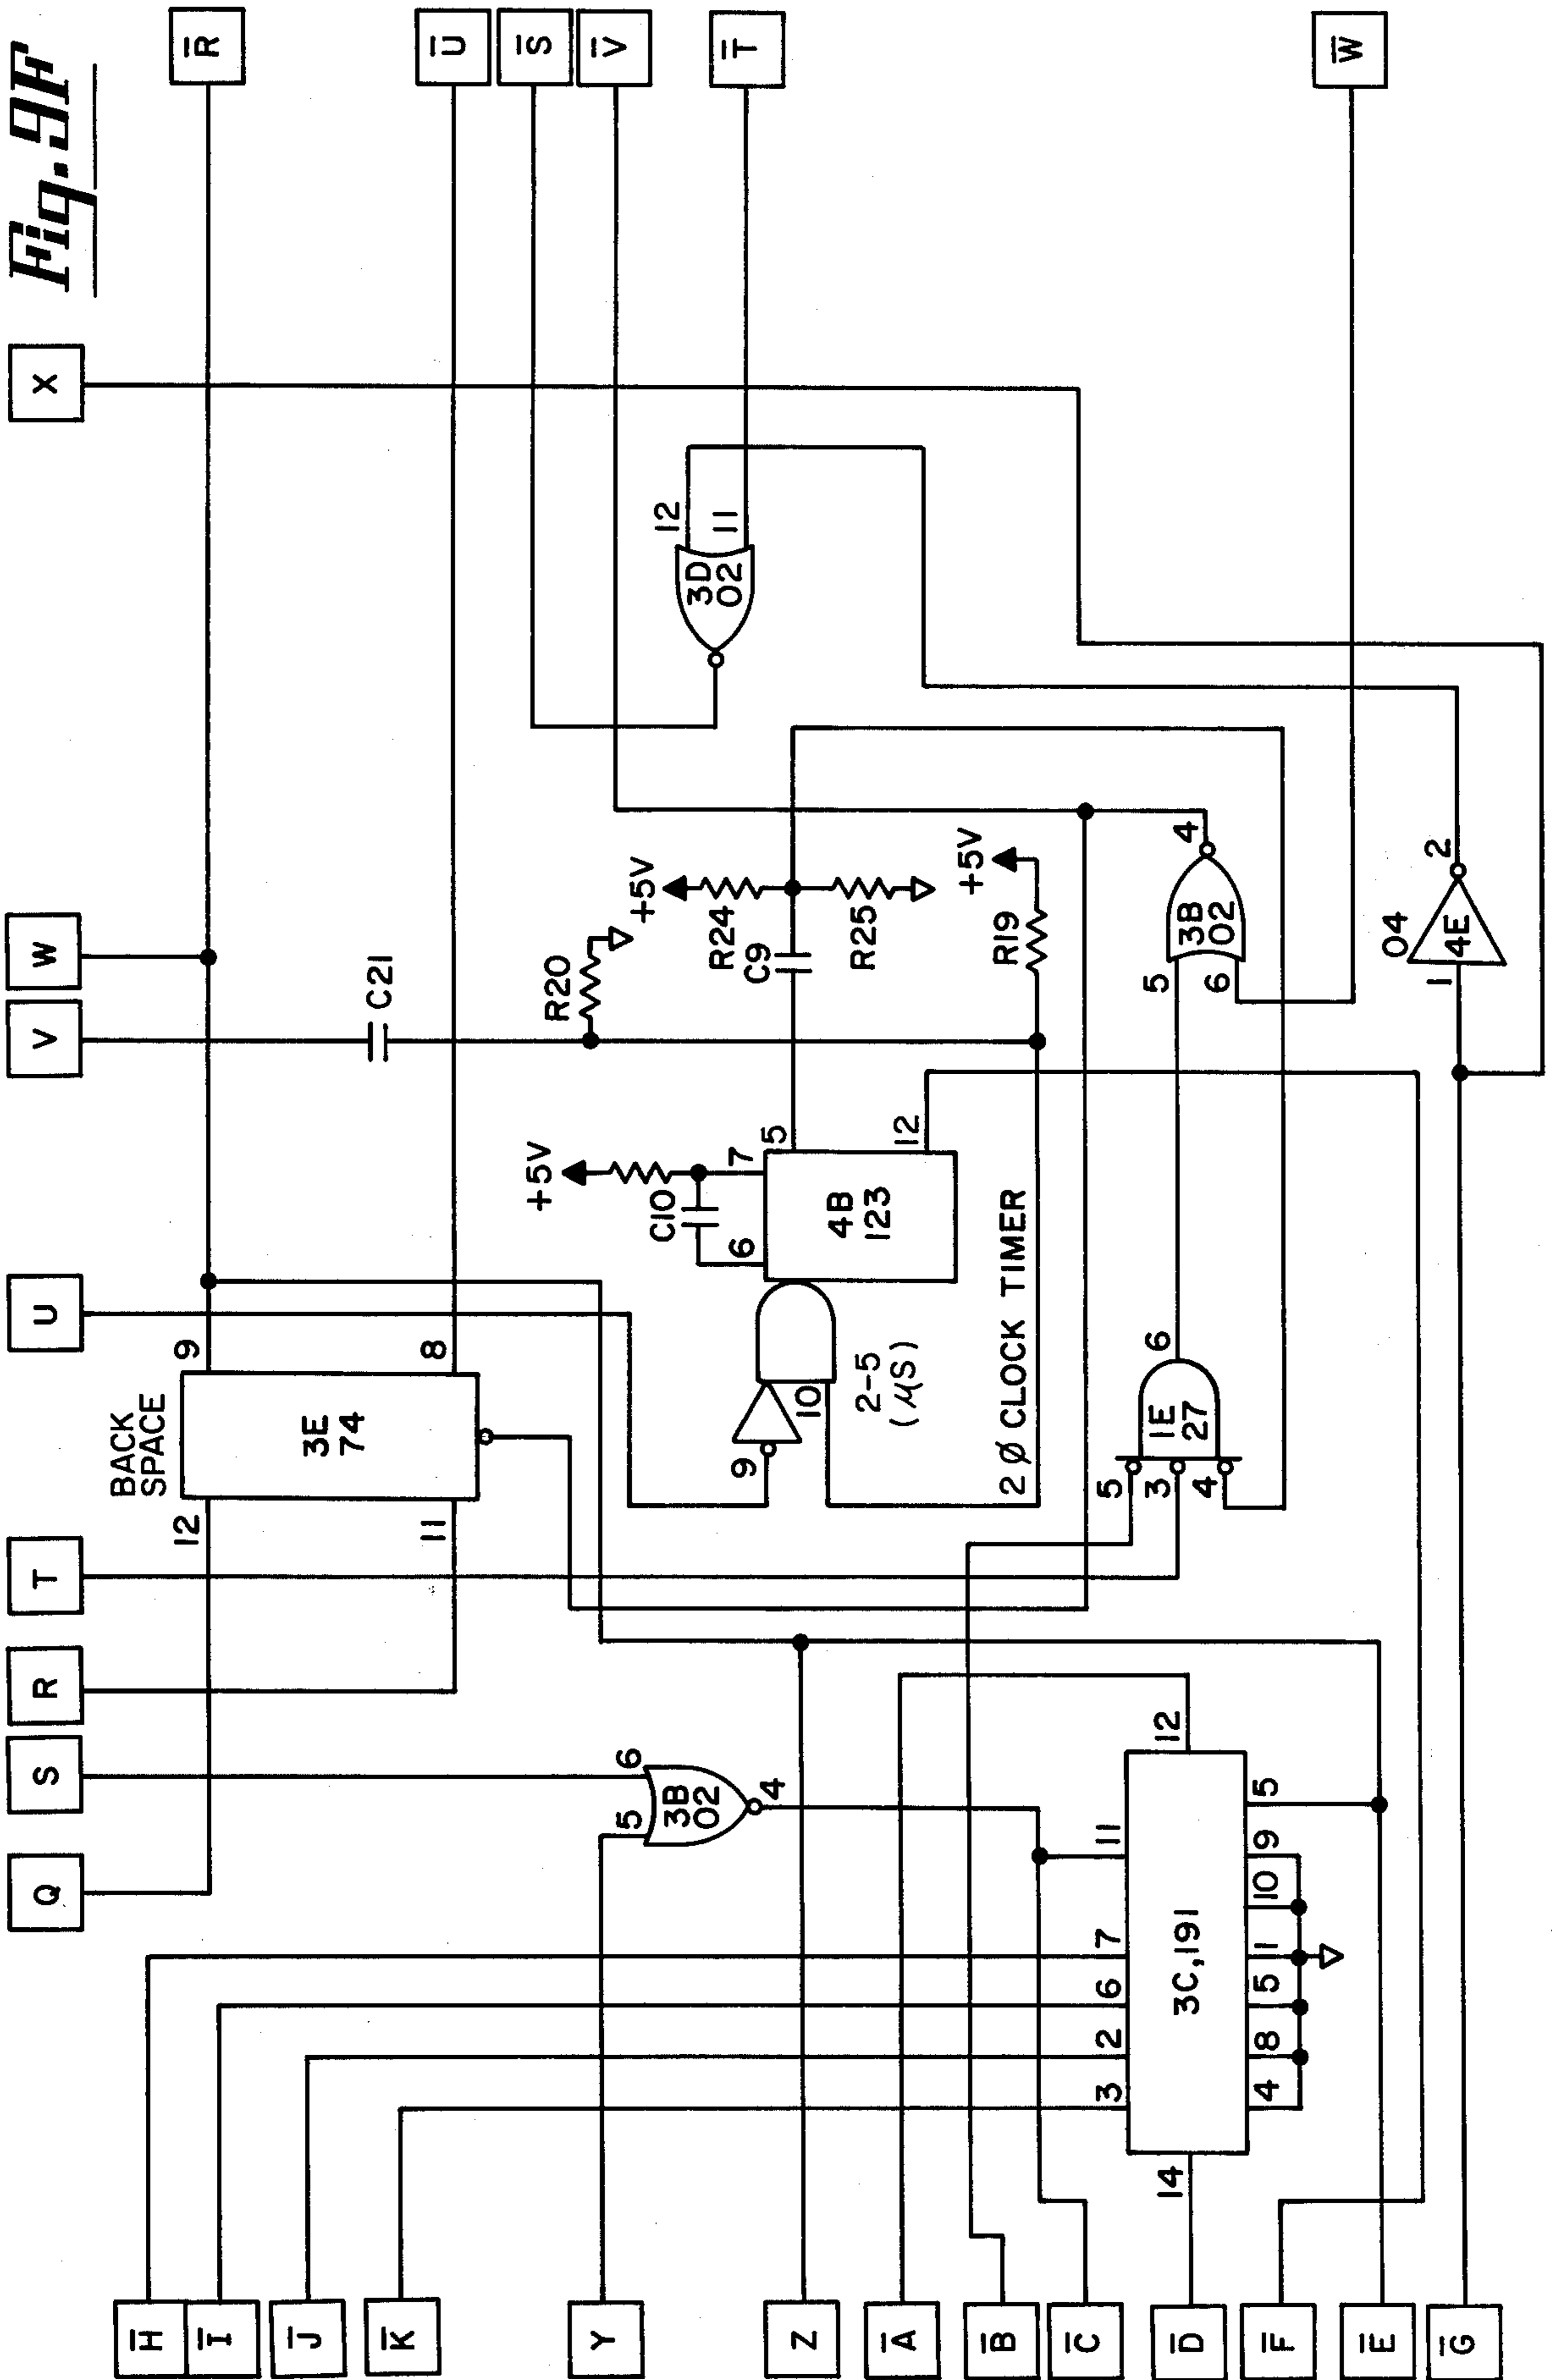 Fig. 9F
X
W
V
U
T
R
S
Q
R̅
U̅
S̅
V̅
T̅
W̅
BACK
SPACE
12
9
3E
74
11
8
C21
R20
+5V
R24
C9
R25
+5V
R19
12
11
3D
02
+5V
C10
6
7
5
4B
123
12
9
10
2-5
(μS)
2 Ø CLOCK TIMER
5
3
4
1E
27
6
5
6
3B
02
4
04
1
4E
2
5
6
3B
02
4
3
2
6
7
11
14
3C,191
12
4
8
5
1
10
9
5
H̅
I̅
J̅
K̅
Y
Z
A̅
B̅
C̅
D̅
F̅
E̅
G̅